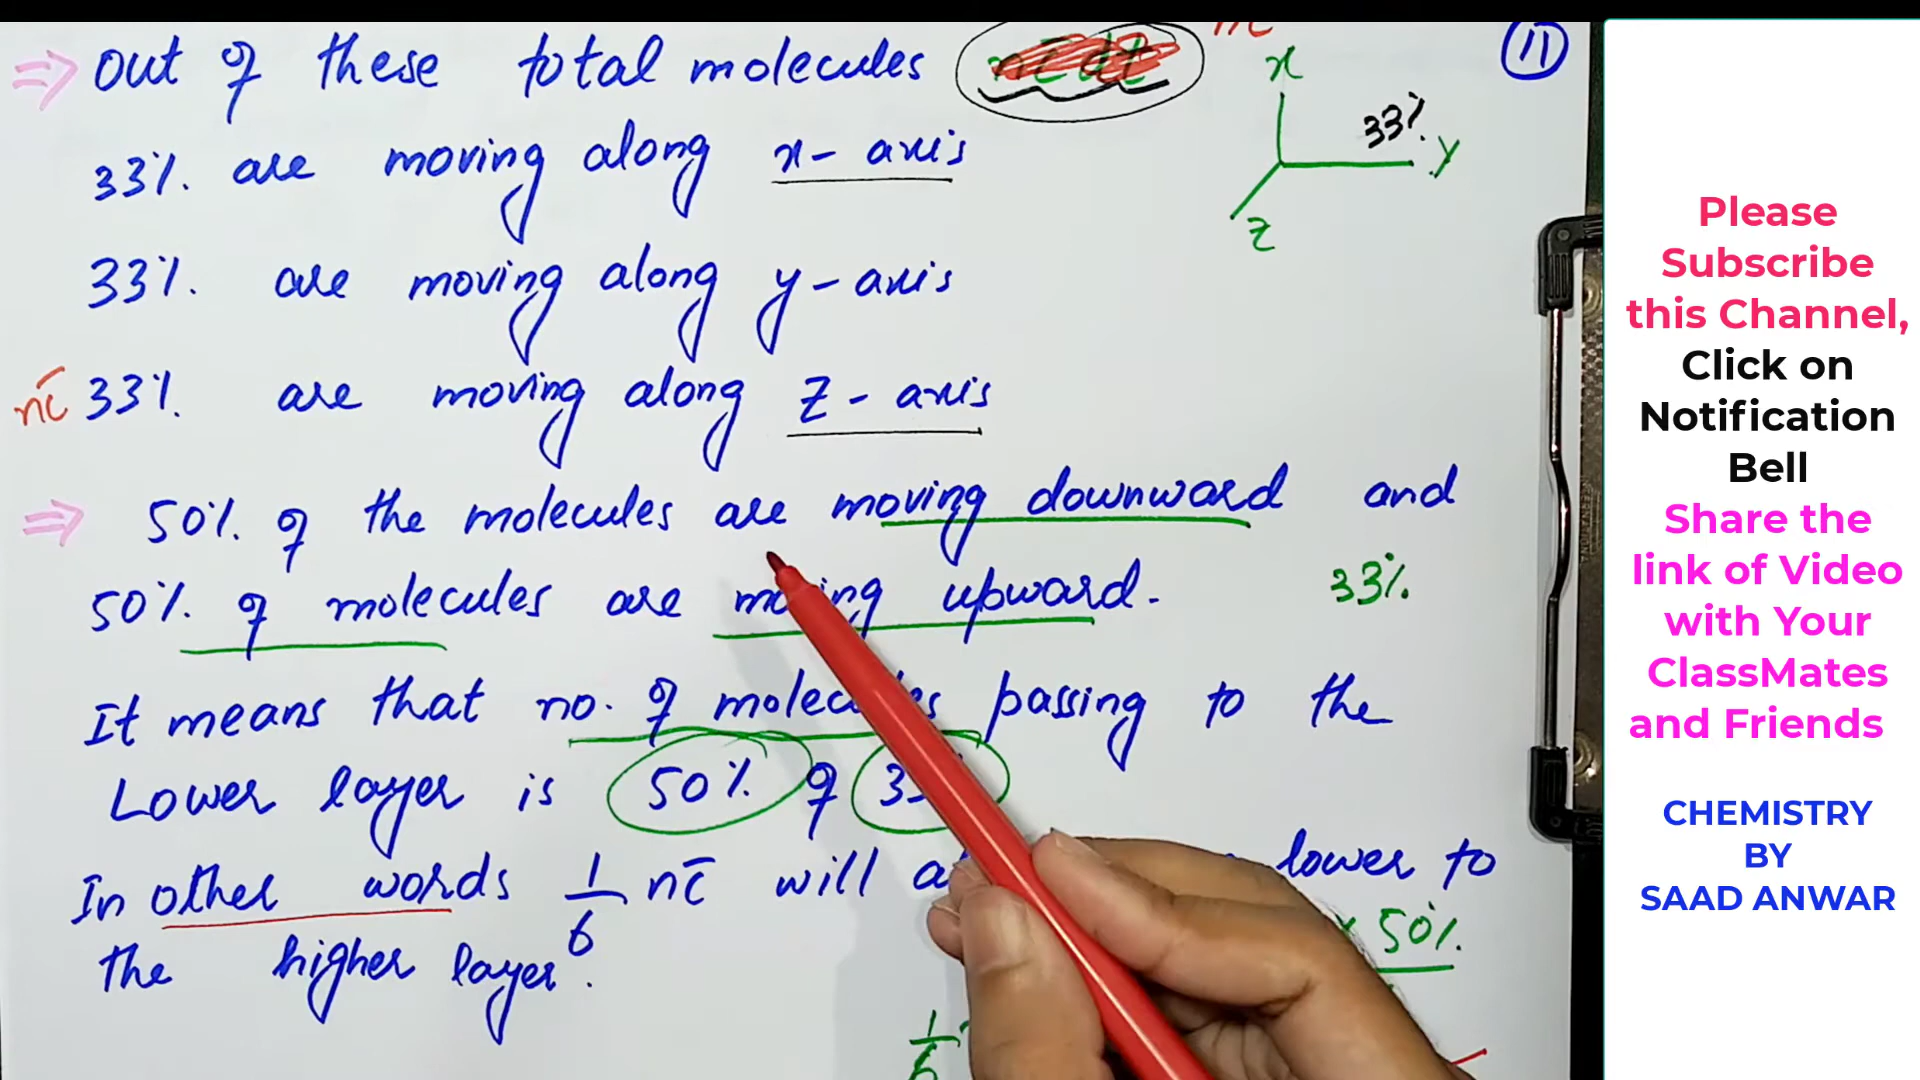 ⇒ Out of these total molecules
11
x
33% are moving along x-axis
33%
y
z
33% are moving along y-axis
nc̄ 33% are moving along Z-axis
⇒ 50% of the molecules are moving downward and
50% of molecules are moving upward.
33%
It means that no. of molecules passing to the
Lower layer is 50% of
In other words 1/6 nc̄ will lower to
x 50%
the higher layer.
1/6
Please
Subscribe
this Channel,
Click on
Notification
Bell
Share the
link of Video
with Your
ClassMates
and Friends
CHEMISTRY
BY
SAAD ANWAR